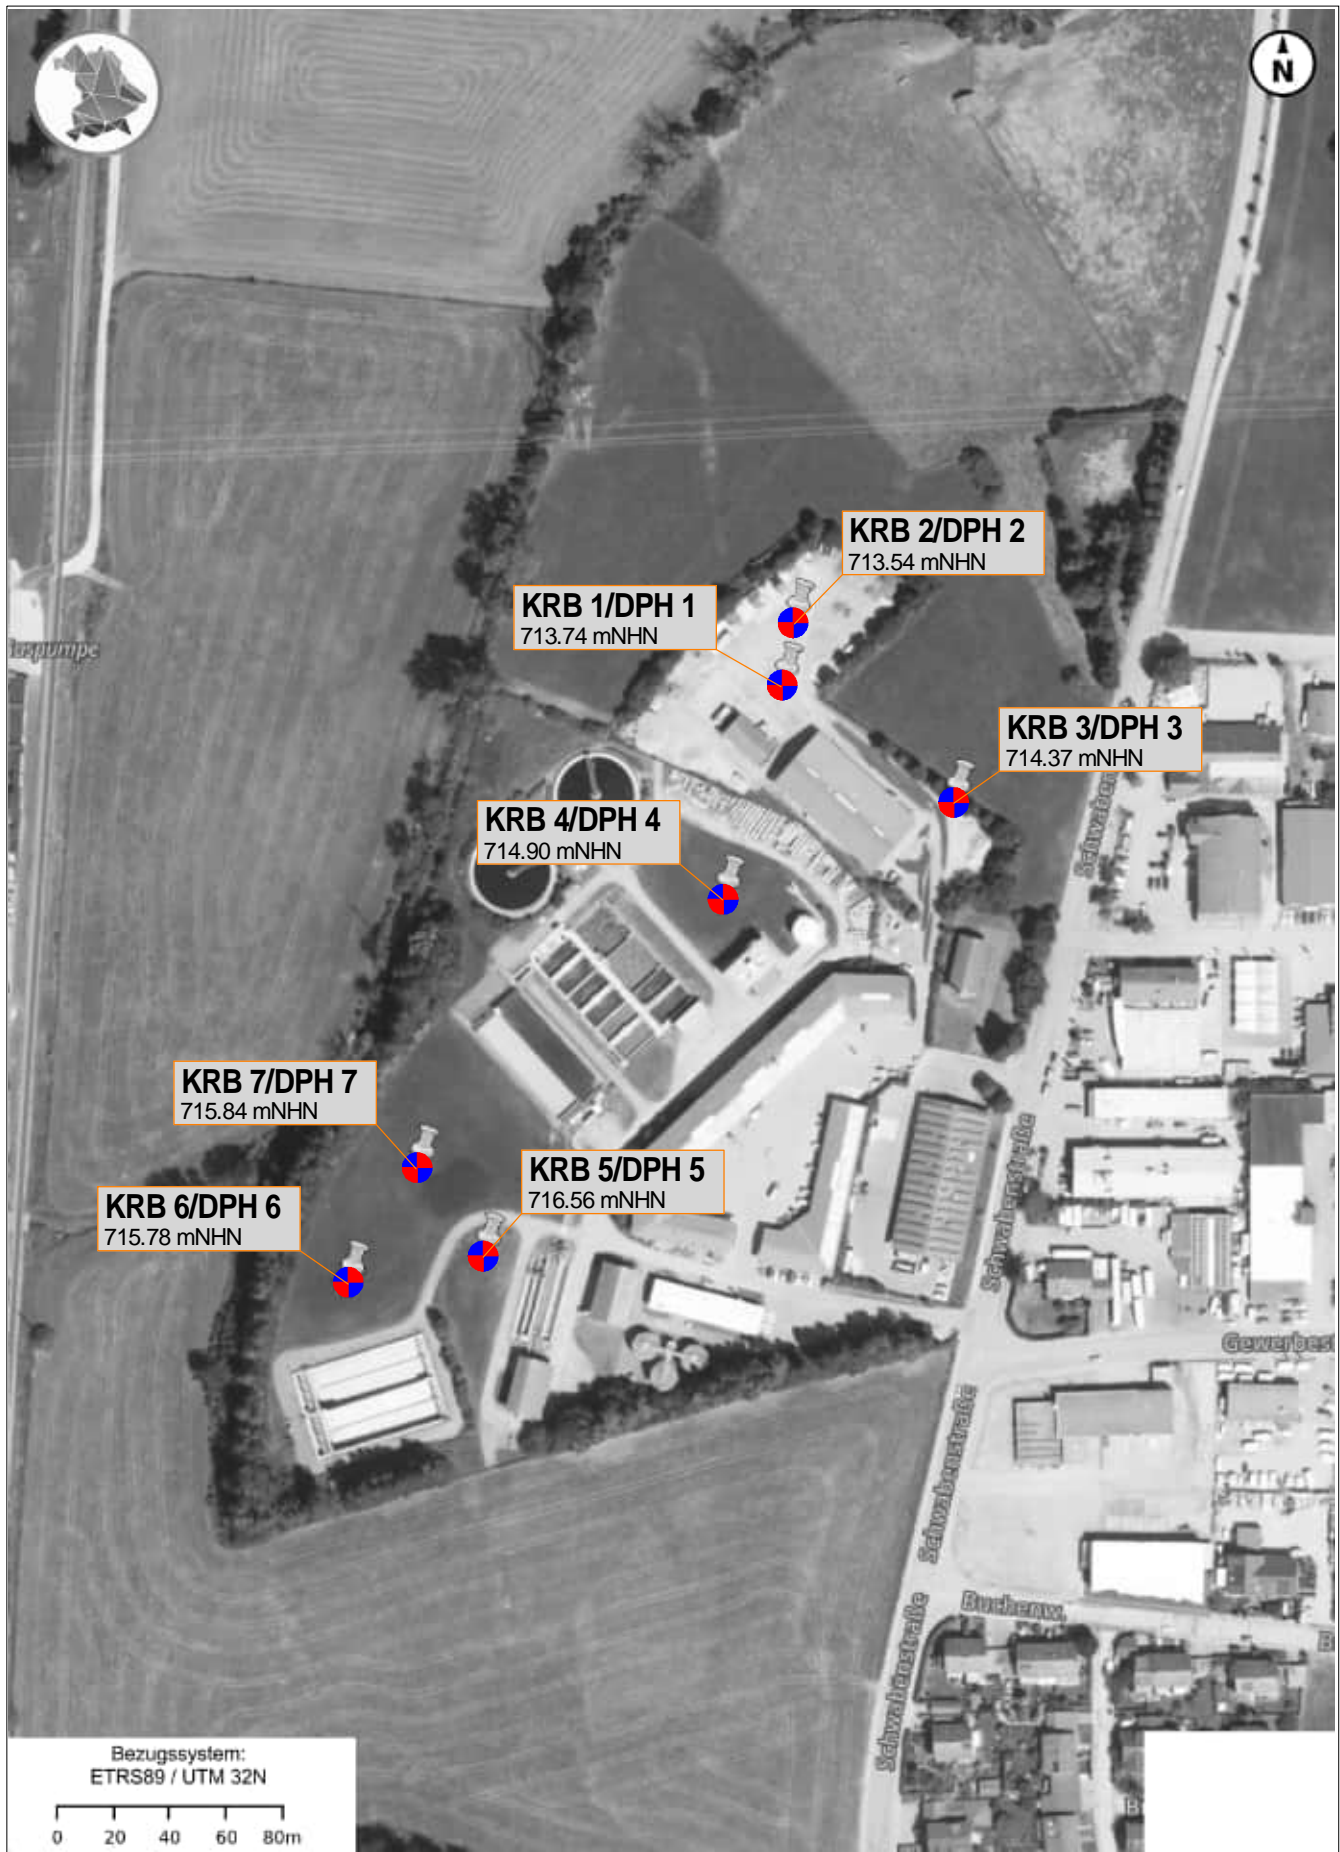 N
KRB 2/DPH 2
713.54 mNHN
KRB 1/DPH 1
713.74 mNHN
KRB 3/DPH 3
714.37 mNHN
KRB 4/DPH 4
714.90 mNHN
KRB 7/DPH 7
715.84 mNHN
KRB 5/DPH 5
716.56 mNHN
KRB 6/DPH 6
715.78 mNHN
Schwabenstraße
Schwabenstraße
Schwabenstraße
Buchenw.
Bezugssystem:
ETRS89 / UTM 32N
0 20 40 60 80m